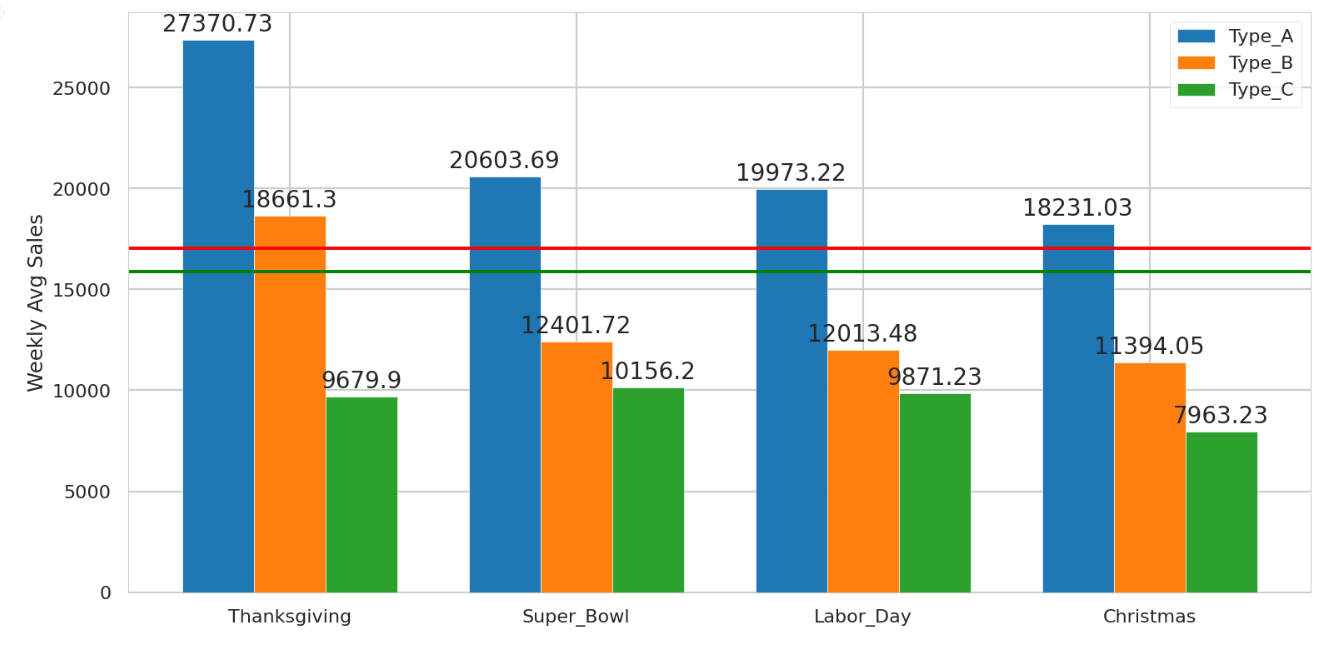 27370.73
Type_A
Type_B
Type_C
25000
20603.69
20000
19973.22
18661.3
18231.03
Weekly Avg Sales
15000
12401.72
12013.48
11394.05
10156.2
9679.9
9871.23
10000
7963.23
5000
0
Thanksgiving
Super_Bowl
Labor_Day
Christmas